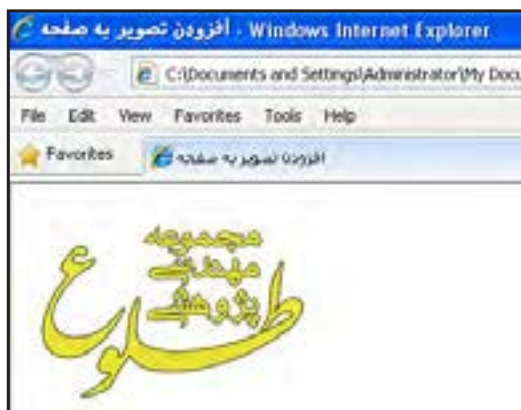 افزودن تصویر به صفحه - Windows Internet Explorer
C:\Documents and Settings\Administrator\My Docu
File Edit View Favorites Tools Help
Favorites
افزودن تصویر به صفحه
مجموعه
مهندسی
پژوهشی
طلوع